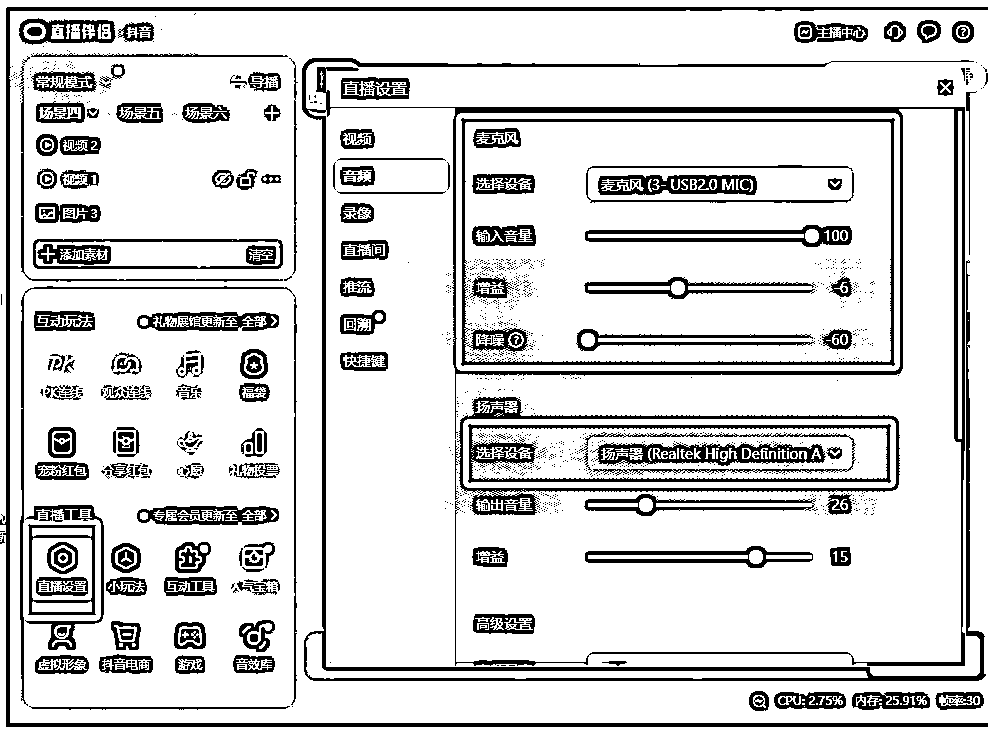 直播伴侣 抖音
主播中心
常规模式
导播
场景四 场景五 场景六
视频2
视频1
图片3
添加素材
清空
互动玩法
礼物展馆更新至 全部
PK连线 观众连线 音乐 福袋
宠粉红包 分享红包 心愿 礼物投票
直播工具
专属会员更新至 全部
直播设置 小玩法 互动工具 人气宝箱
虚拟形象 抖音电商 游戏 音效库
直播设置
视频
音频
录像
直播间
推流
回溯
快捷键
麦克风
选择设备 麦克风 (3- USB2.0 MIC)
输入音量 100
增益 -6
降噪 -60
扬声器
选择设备 扬声器 (Realtek High Definition A
输出音量 26
增益 15
高级设置
CPU: 2.75% 内存: 25.91% 帧率:30